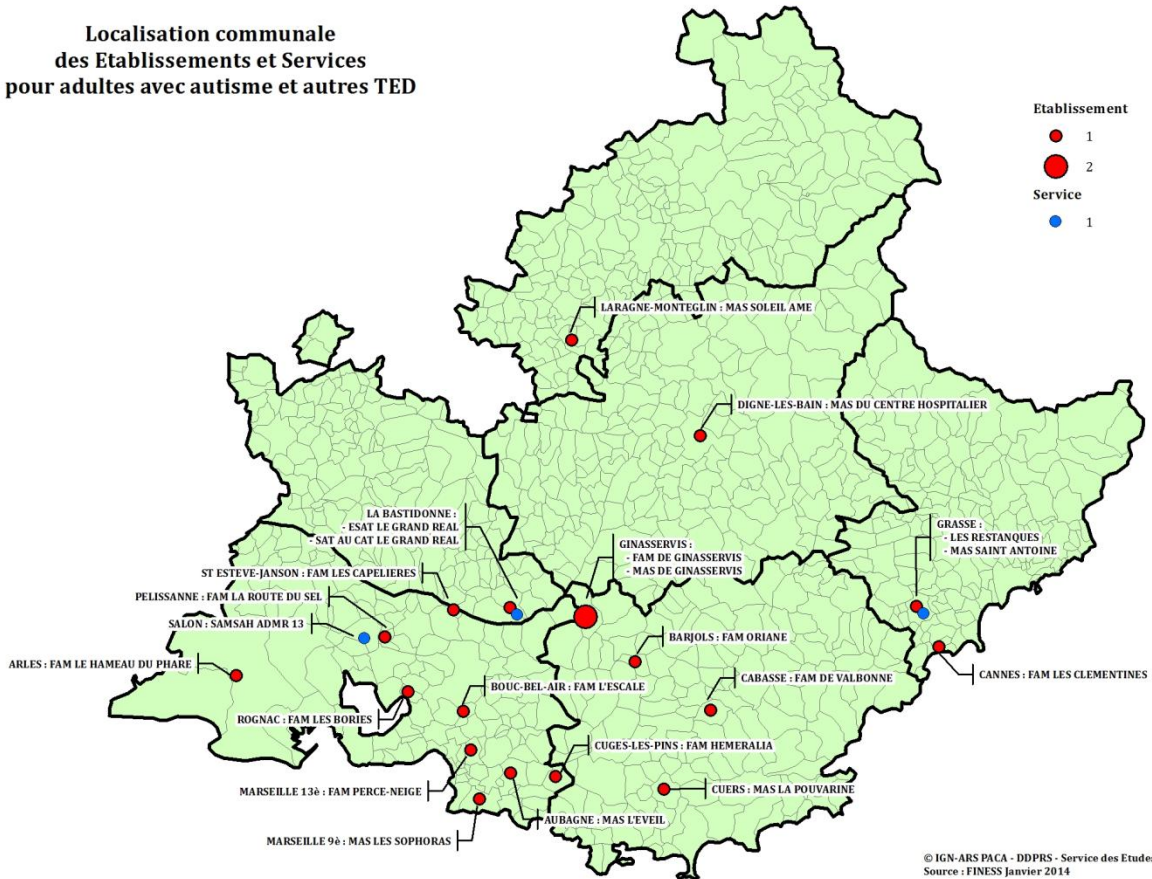 Localisation communale
des Etablissements et Services
pour adultes avec autisme et autres TED
Etablissement
1
2
Service
1
LARAGNE-MONTEGLIN : MAS SOLEIL AME
DIGNE-LES-BAIN : MAS DU CENTRE HOSPITALIER
LA BASTIDONNE :
- ESAT LE GRAND REAL
- SAT AU CAT LE GRAND REAL
GINASSERVIS :
- FAM DE GINASSERVIS
- MAS DE GINASSERVIS
GRASSE :
- LES RESTANQUES
- MAS SAINT ANTOINE
ST ESTEVE-JANSON : FAM LES CAPELIERES
PELISSANNE : FAM LA ROUTE DU SEL
SALON : SAMSAH ADMR 13
ARLES : FAM LE HAMEAU DU PHARE
BARJOLS : FAM ORIANE
CANNES : FAM LES CLEMENTINES
BOUC-BEL-AIR : FAM L'ESCALE
CABASSE : FAM DE VALBONNE
ROGNAC : FAM LES BORIES
CUGES-LES-PINS : FAM HEMERALIA
MARSEILLE 13è : FAM PERCE-NEIGE
CUERS : MAS LA POUVARINE
AUBAGNE : MAS L'EVEIL
MARSEILLE 9è : MAS LES SOPHORAS
© IGN-ARS PACA - DDPRS - Service des Etudes
Source : FINESS Janvier 2014